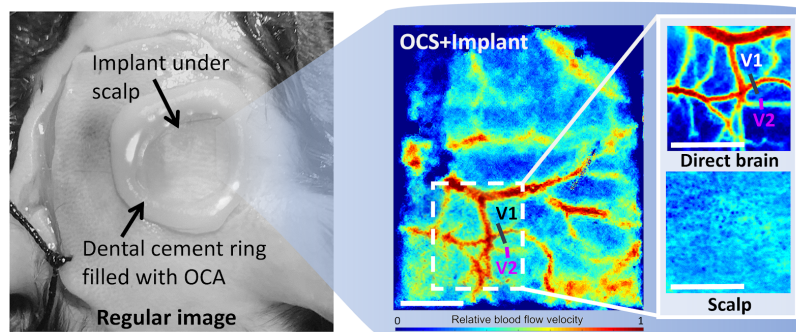 Implant under
scalp
Dental cement ring
filled with OCA
Regular image
OCS+Implant
V1
V2
0
Relative blood flow velocity
1
V1
V2
Direct brain
Scalp